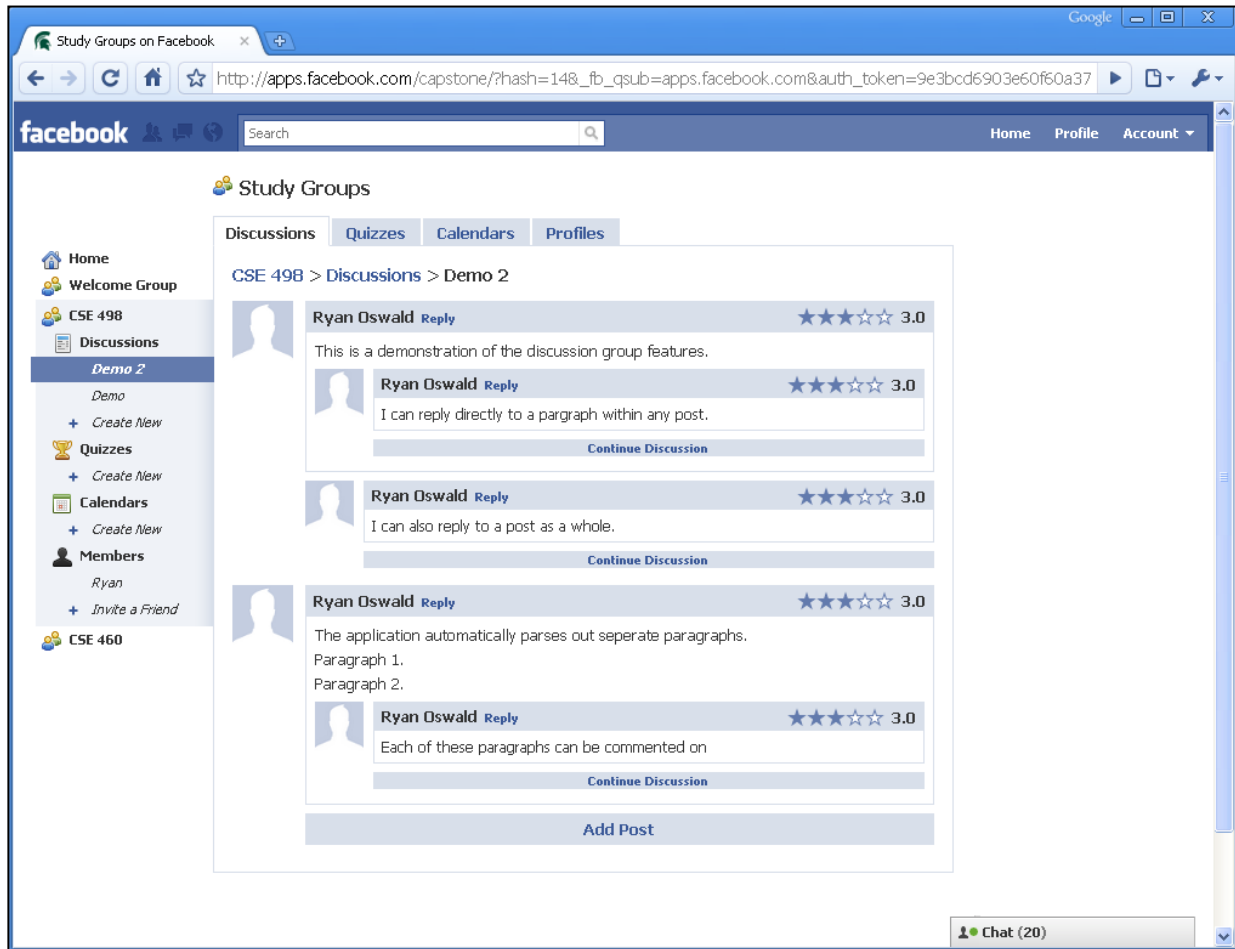 Google
Study Groups on Facebook
http://apps.facebook.com/capstone/?hash=14&_fb_qsub=apps.facebook.com&auth_token=9e3bcd6903e60f60a37
facebook
Search
Home Profile Account
Study Groups
Discussions Quizzes Calendars Profiles
Home
Welcome Group
CSE 498
Discussions
Demo 2
Demo
+ Create New
Quizzes
+ Create New
Calendars
+ Create New
Members
Ryan
+ Invite a Friend
CSE 460
CSE 498 > Discussions > Demo 2
Ryan Oswald Reply 3.0
This is a demonstration of the discussion group features.
Ryan Oswald Reply 3.0
I can reply directly to a pargraph within any post.
Continue Discussion
Ryan Oswald Reply 3.0
I can also reply to a post as a whole.
Continue Discussion
Ryan Oswald Reply 3.0
The application automatically parses out seperate paragraphs.
Paragraph 1.
Paragraph 2.
Ryan Oswald Reply 3.0
Each of these paragraphs can be commented on
Continue Discussion
Add Post
Chat (20)